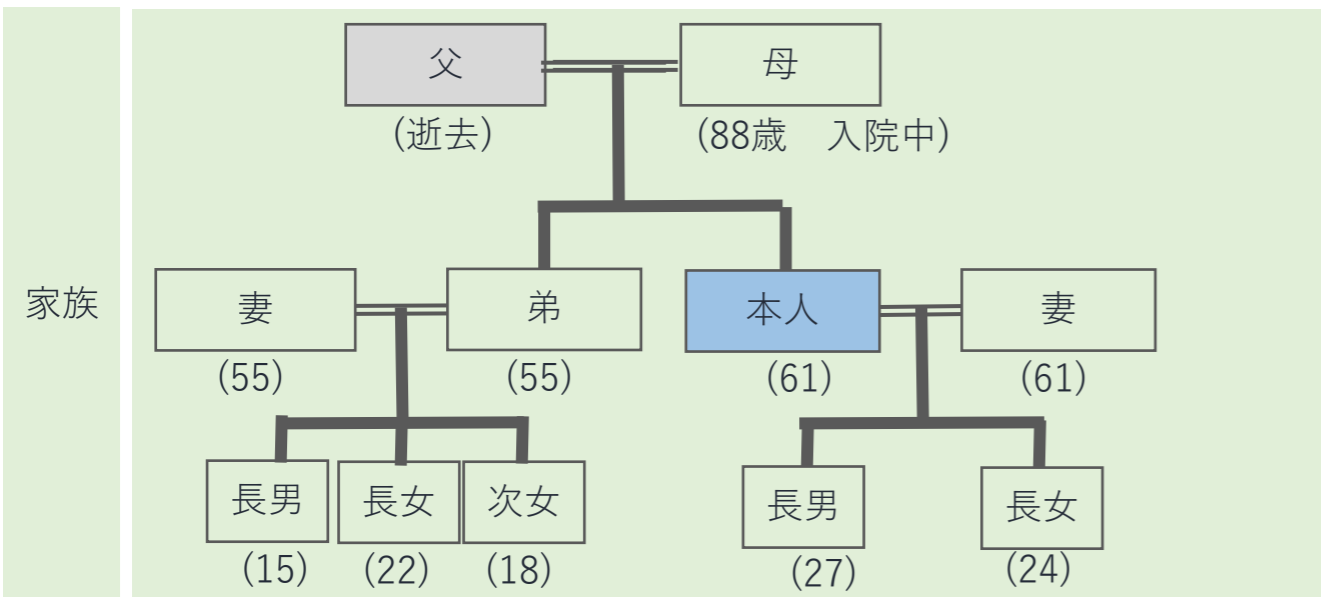 家族
父
母
(逝去)
(88歳　入院中)
妻
弟
本人
妻
(55)
(55)
(61)
(61)
長男
長女
次女
長男
長女
(15)
(22)
(18)
(27)
(24)